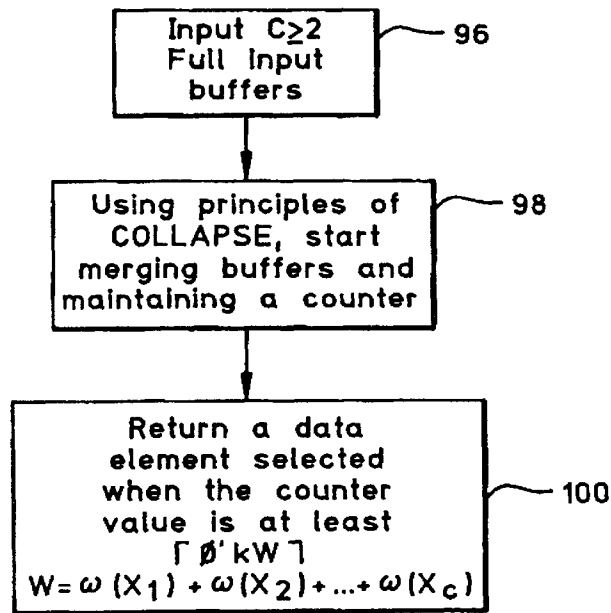 Input C≥2
Full input
buffers
96
Using principles of
COLLAPSE, start
merging buffers and
maintaining a counter
98
Return a data
element selected
when the counter
value is at least
⌈ ø' kW ⌉
W = ω(X₁) + ω(X₂) + ... + ω(X_c)
100